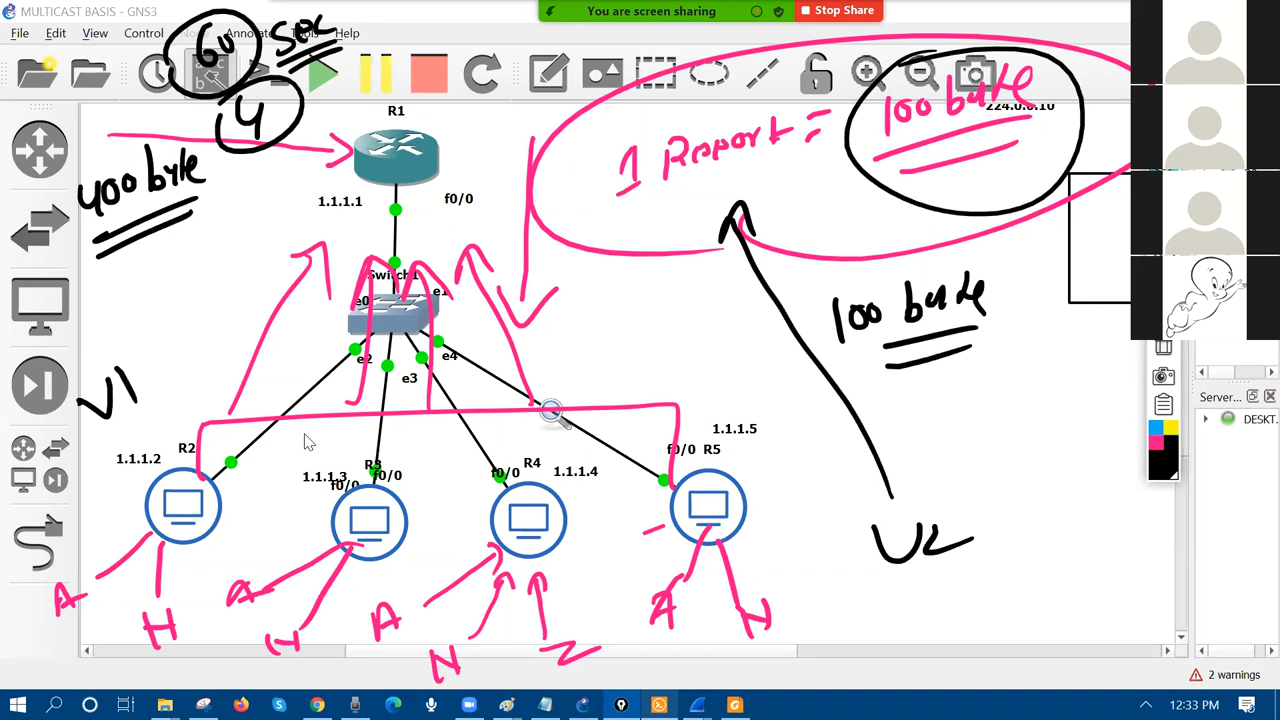 MULTICAST BASIS - GNS3
You are screen sharing
Stop Share
File
Edit
View
Control
Annotate
Help
60 sec
4
400 byte
R1
1.1.1.1
f0/0
1 Report =
100 byte
224.0.0.10
Switch1
e0
e1
e2
e3
e4
100 byte
V1
V2
R2
1.1.1.2
R3
1.1.1.3
f0/0
f0/0
R4
f0/0
1.1.1.4
1.1.1.5
f0/0
R5
A
H
A
A
N
Z
A
N
Server...
DESKT.
2 warnings
12:33 PM